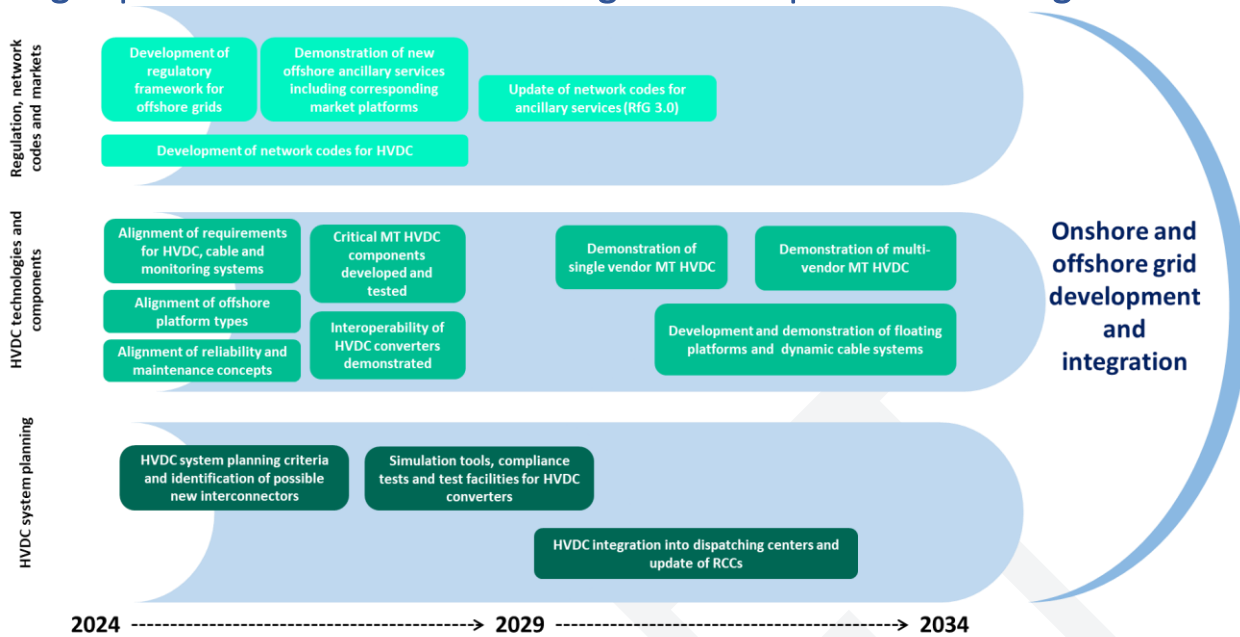 Regulation, network
codes and markets
Development of
regulatory
framework for
offshore grids
Demonstration of new
offshore ancillary services
including corresponding
market platforms
Update of network codes for
ancillary services (RfG 3.0)
Development of network codes for HVDC
HVDC technologies and
components
Alignment of requirements
for HVDC, cable and
monitoring systems
Alignment of offshore
platform types
Alignment of reliability and
maintenance concepts
Critical MT HVDC
components
developed and
tested
Interoperability of
HVDC converters
demonstrated
Demonstration of
single vendor MT HVDC
Demonstration of multi-
vendor MT HVDC
Development and demonstration of floating
platforms and dynamic cable systems
HVDC system planning
HVDC system planning criteria
and identification of possible
new interconnectors
Simulation tools, compliance
tests and test facilities for HVDC
converters
HVDC integration into dispatching centers and
update of RCCs
Onshore and
offshore grid
development
and
integration
2024 2029 2034